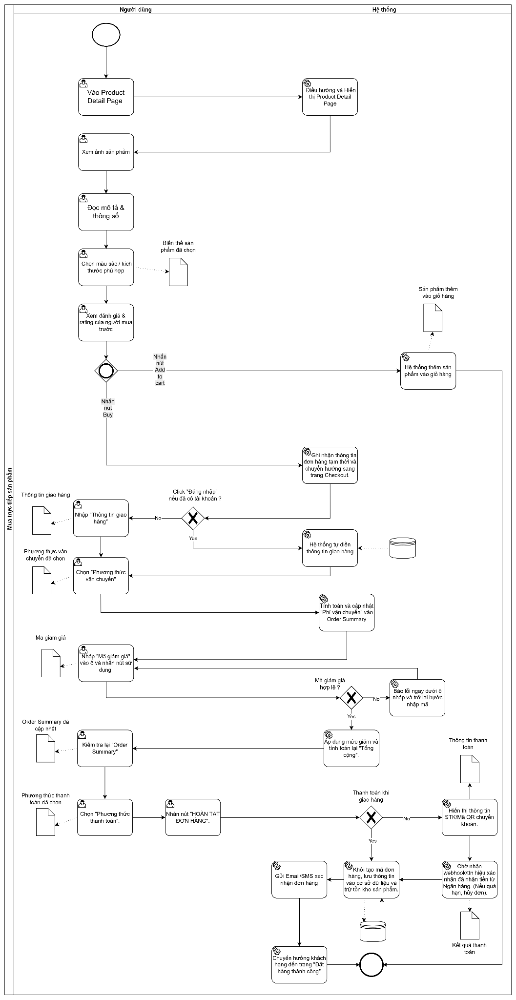 Người dùng
Hệ thống
Mua trực tiếp sản phẩm
Vào Product
Detail Page
Điều hướng và Hiển
thị Product Detail
Page
Xem ảnh sản phẩm
Đọc mô tả &
thông số
Biến thể sản
phẩm đã chọn
Chọn màu sắc / kích
thước phù hợp
Sản phẩm thêm
vào giỏ hàng
Xem đánh giá &
rating của người mua
trước
Nhấn
nút
Add
to
cart
Hệ thống thêm sản
phẩm vào giỏ hàng
Nhấn
nút
Buy
Ghi nhận thông tin
đơn hàng tạm thời và
chuyển hướng sang
trang Checkout.
Thông tin giao hàng
Click "Đăng nhập"
nếu đã có tài khoản ?
Nhập "Thông tin giao
hàng"
No
Yes
Hệ thống tự điền
thông tin giao hàng
Phương thức vận
chuyển đã chọn
Chọn "Phương thức
vận chuyển"
Tính toán và cập nhật
"Phí vận chuyển" vào
Order Summary
Mã giảm giá
Nhập "Mã giảm giá"
vào ô và nhấn nút sử
dụng
Mã giảm giá
hợp lệ ?
No
Báo lỗi ngay dưới ô
nhập và trở lại bước
nhập mã
Yes
Order Summary đã
cập nhật
Kiểm tra lại "Order
Summary"
Áp dụng mức giảm và
tính toán lại "Tổng
cộng".
Thông tin thanh
toán
Phương thức thanh
toán đã chọn
Chọn "Phương thức
thanh toán".
Nhấn nút "HOÀN TẤT
ĐƠN HÀNG".
Thanh toán khi
giao hàng
No
Hiển thị thông tin
STK/Mã QR chuyển
khoản.
Yes
Gửi Email/SMS xác
nhận đơn hàng
Khởi tạo mã đơn
hàng, lưu thông tin
vào cơ sở dữ liệu và
trừ tồn kho sản phẩm.
Chờ nhận
webhook/tín hiệu xác
nhận đã nhận tiền từ
Ngân hàng. (Nếu quá
hạn, hủy đơn).
Kết quả thanh
toán
Chuyển hướng khách
hàng đến trang "Đặt
hàng thành công"